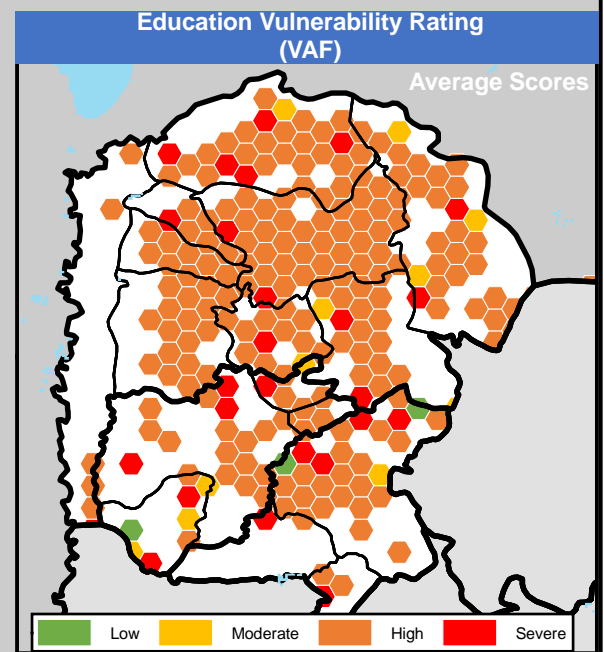 Education Vulnerability Rating
(VAF)
Average Scores
Low Moderate High Severe